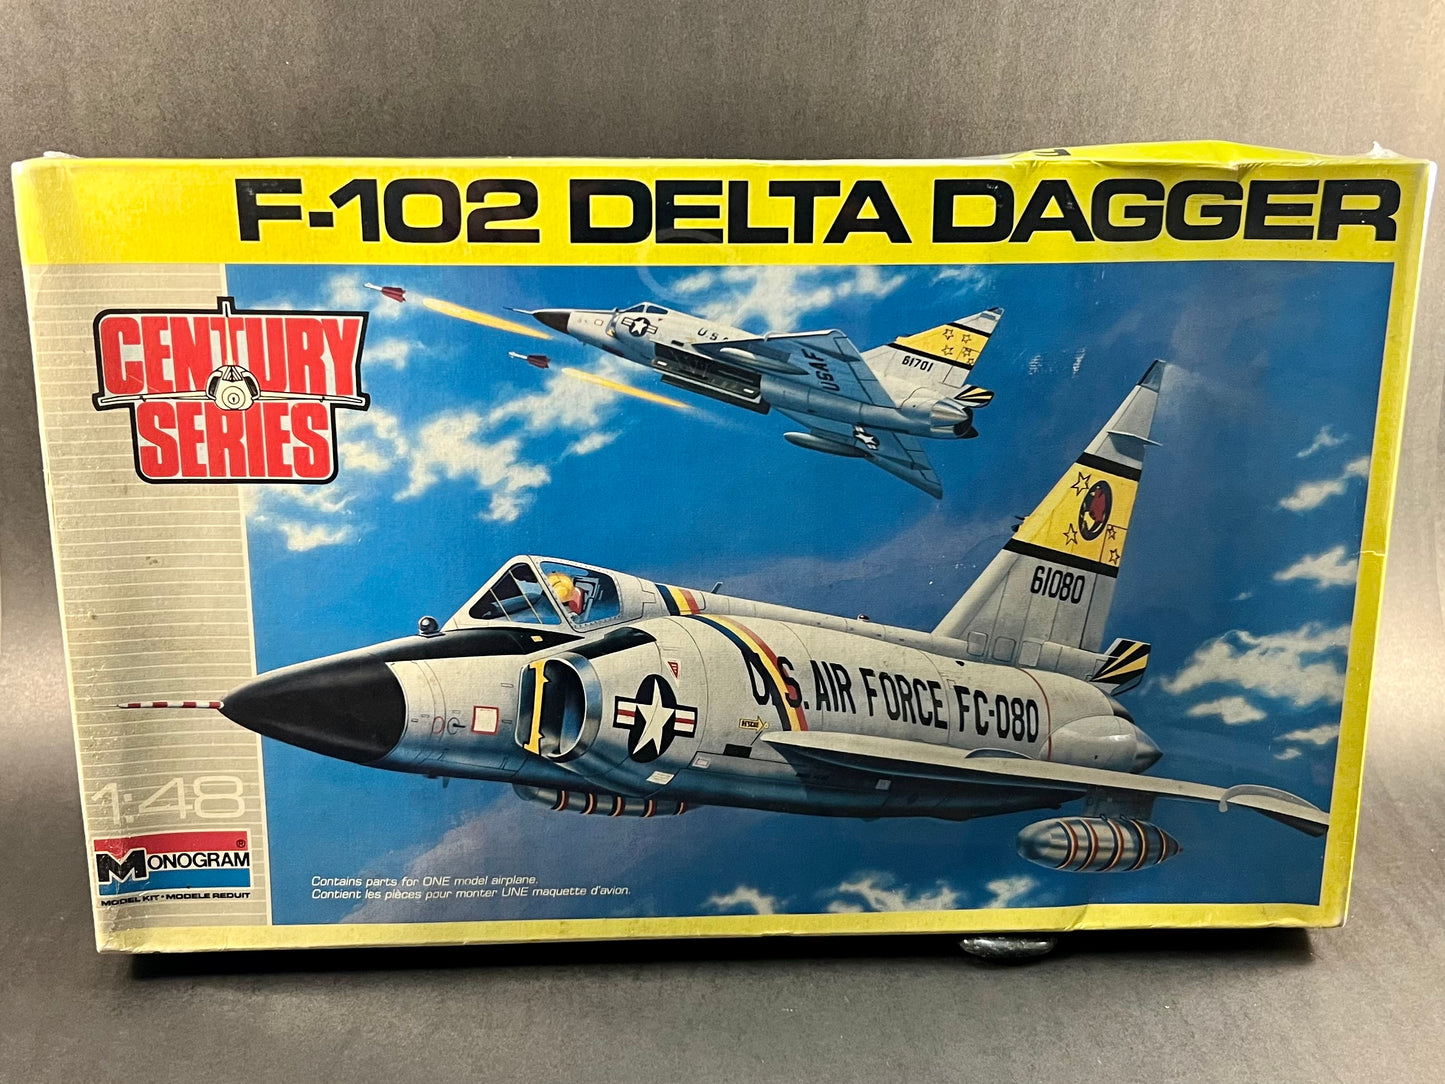 F-102 DELTA DAGGER
CENTURY
SERIES
USAF
61701
61080
U.S. AIR FORCE FC-080
RESCUE
1:48
MONOGRAM®
MODEL KIT • MODELE REDUIT
Contains parts for ONE model airplane.
Contient les pièces pour monter UNE maquette d'avion.